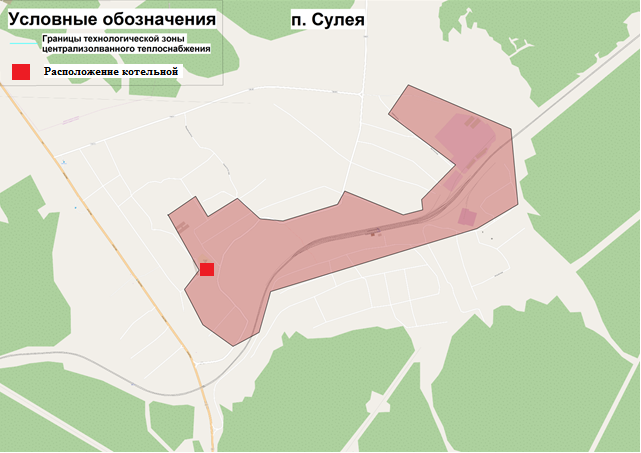 Условные обозначения
п. Сулея
Границы технологической зоны
централизолванного теплоснабжения
Расположение котельной